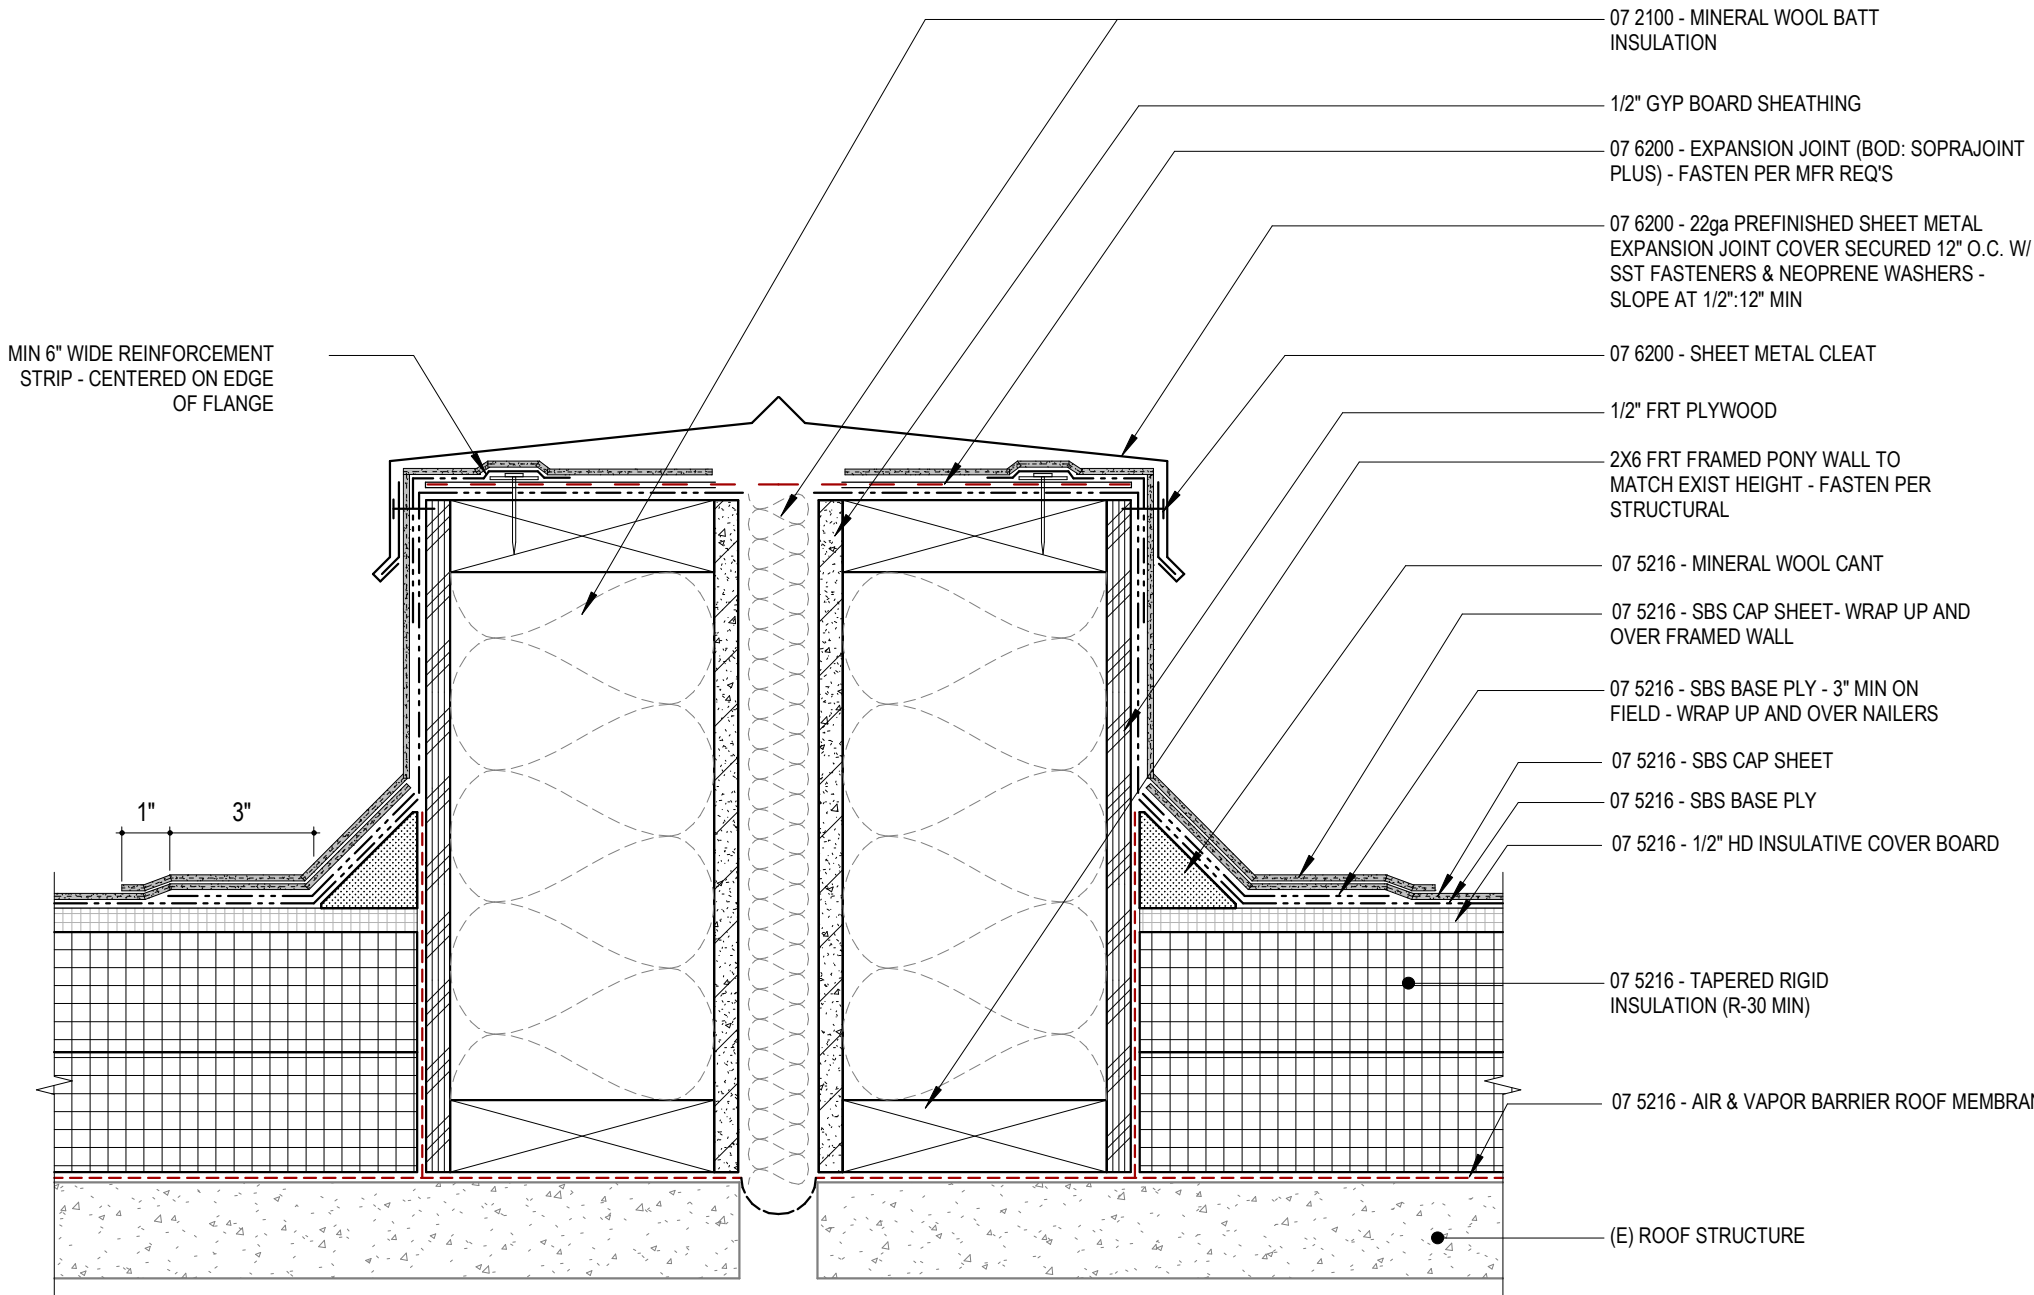 07 2100 - MINERAL WOOL BATT
INSULATION
1/2" GYP BOARD SHEATHING
07 6200 - EXPANSION JOINT (BOD: SOPRAJOINT
PLUS) - FASTEN PER MFR REQ'S
07 6200 - 22ga PREFINISHED SHEET METAL
EXPANSION JOINT COVER SECURED 12" O.C. W/
SST FASTENERS & NEOPRENE WASHERS -
SLOPE AT 1/2":12" MIN
MIN 6" WIDE REINFORCEMENT
STRIP - CENTERED ON EDGE
OF FLANGE
07 6200 - SHEET METAL CLEAT
1/2" FRT PLYWOOD
2X6 FRT FRAMED PONY WALL TO
MATCH EXIST HEIGHT - FASTEN PER
STRUCTURAL
07 5216 - MINERAL WOOL CANT
07 5216 - SBS CAP SHEET- WRAP UP AND
OVER FRAMED WALL
07 5216 - SBS BASE PLY - 3" MIN ON
FIELD - WRAP UP AND OVER NAILERS
07 5216 - SBS CAP SHEET
07 5216 - SBS BASE PLY
1" 3"
07 5216 - 1/2" HD INSULATIVE COVER BOARD
07 5216 - TAPERED RIGID
INSULATION (R-30 MIN)
07 5216 - AIR & VAPOR BARRIER ROOF
(E) ROOF STRUCTURE